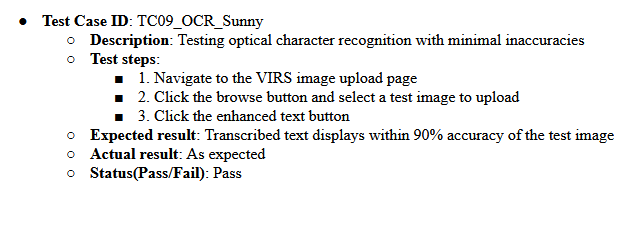 ● Test Case ID: TC09_OCR_Sunny
○ Description: Testing optical character recognition with minimal inaccuracies
○ Test steps:
■ 1. Navigate to the VIRS image upload page
■ 2. Click the browse button and select a test image to upload
■ 3. Click the enhanced text button
○ Expected result: Transcribed text displays within 90% accuracy of the test image
○ Actual result: As expected
○ Status(Pass/Fail): Pass